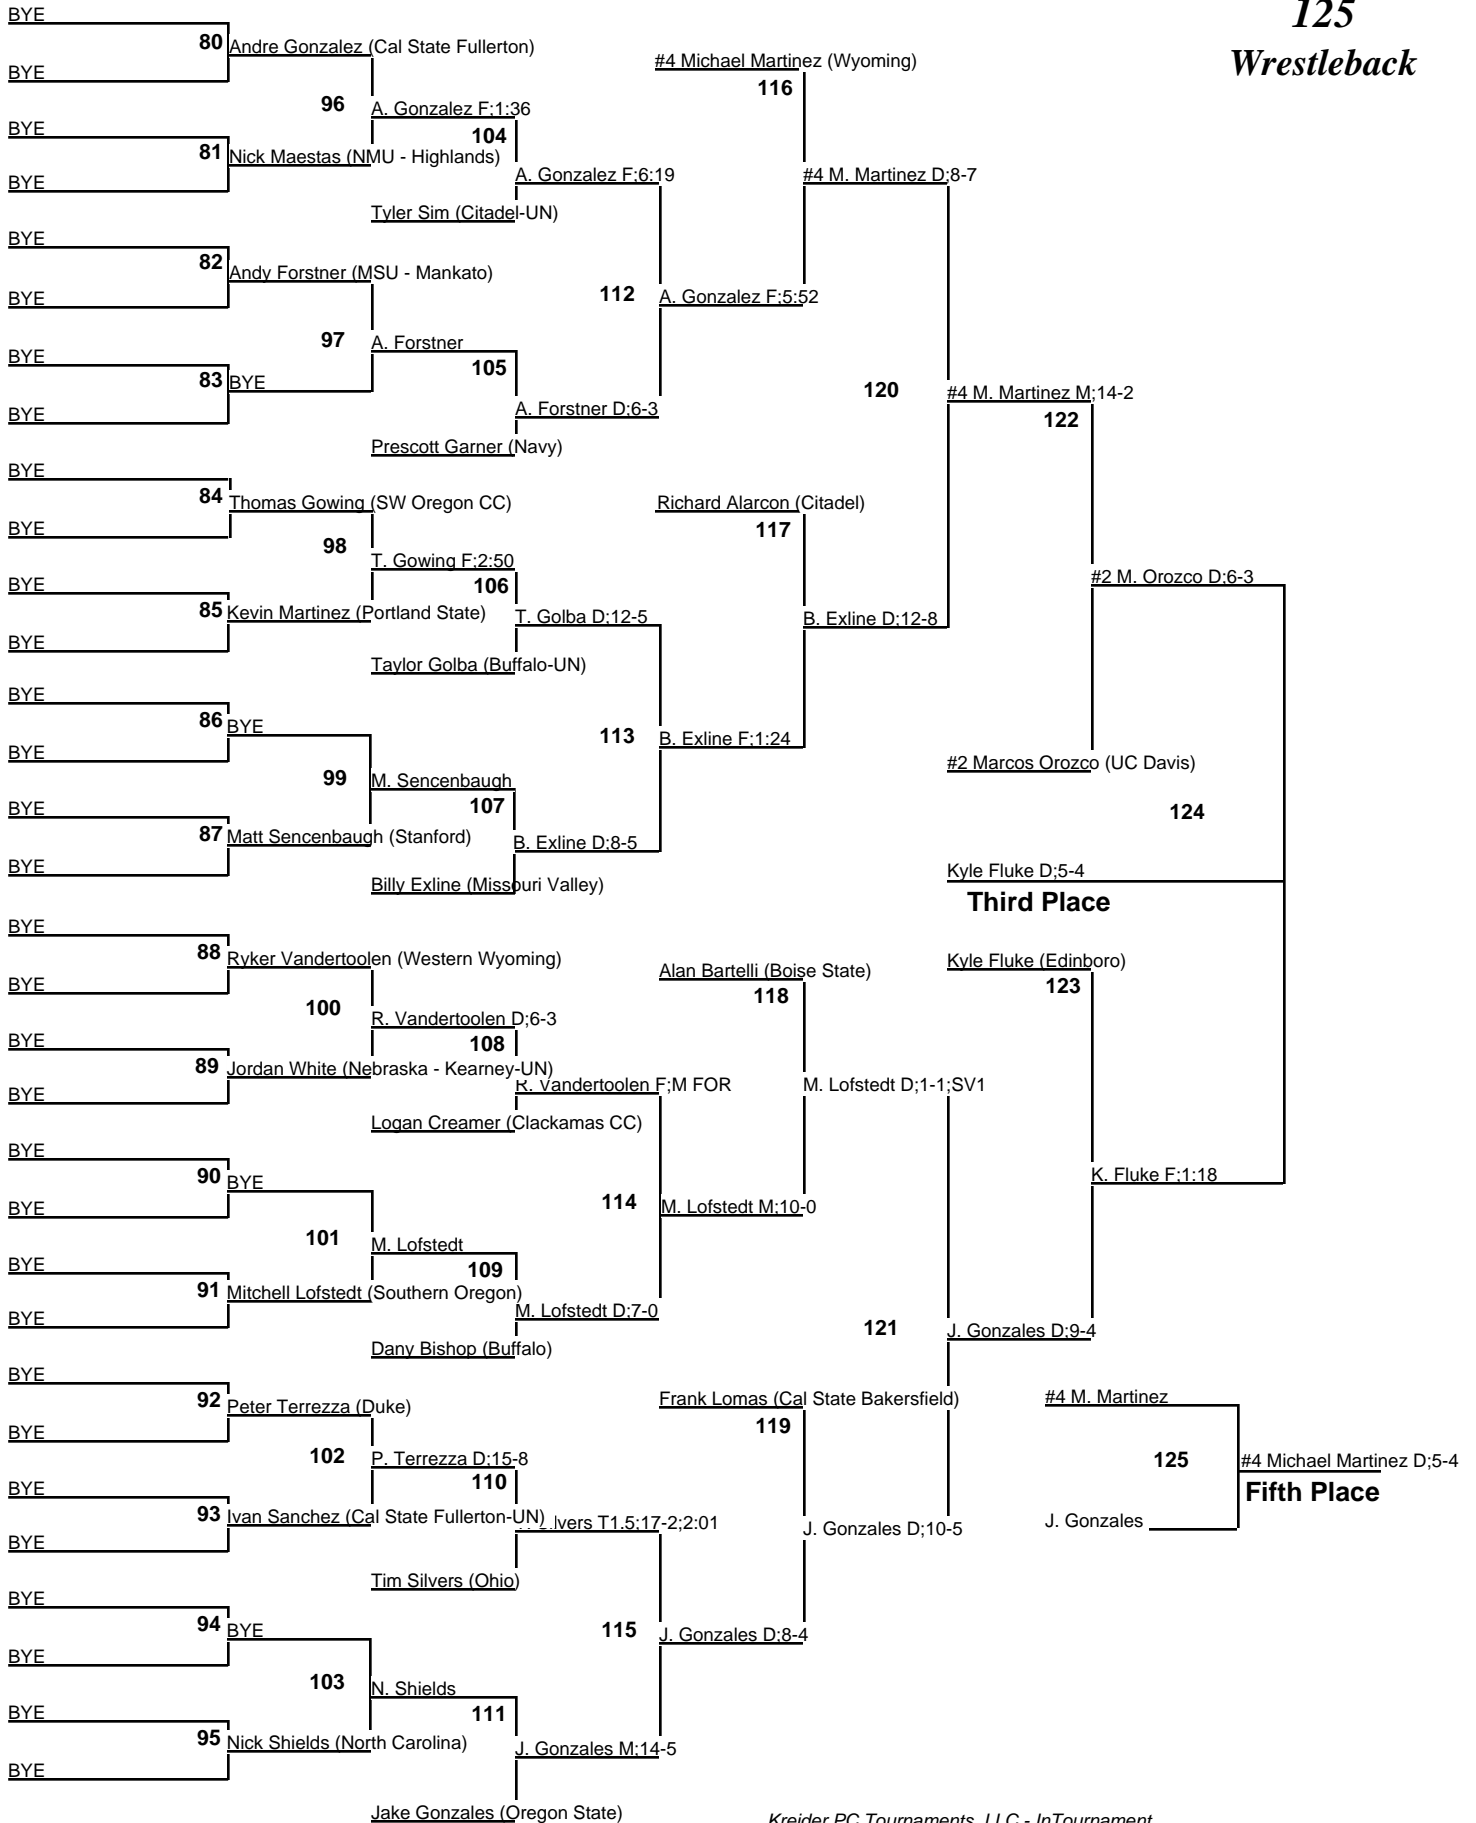 125
Wrestleback
BYE
80
Andre Gonzalez (Cal State Fullerton)
BYE
#4 Michael Martinez (Wyoming)
116
96
A. Gonzalez F;1:36
BYE
104
81
Nick Maestas (NMU - Highlands)
BYE
A. Gonzalez F;6:19
#4 M. Martinez D;8-7
Tyler Sim (Citadel-UN)
BYE
82
Andy Forstner (MSU - Mankato)
BYE
112
A. Gonzalez F;5:52
97
A. Forstner
BYE
105
83
BYE
120
#4 M. Martinez M;14-2
BYE
A. Forstner D;6-3
122
Prescott Garner (Navy)
BYE
84
Thomas Gowing (SW Oregon CC)
Richard Alarcon (Citadel)
BYE
117
98
T. Gowing F;2:50
BYE
106
#2 M. Orozco D;6-3
85
Kevin Martinez (Portland State)
T. Golba D;12-5
B. Exline D;12-8
BYE
Taylor Golba (Buffalo-UN)
BYE
86
BYE
113
B. Exline F;1:24
BYE
#2 Marcos Orozco (UC Davis)
99
M. Sencenbaugh
BYE
107
124
87
Matt Sencenbaugh (Stanford)
B. Exline D;8-5
BYE
Billy Exline (Missouri Valley)
Kyle Fluke D;5-4
Third Place
BYE
88
Ryker Vandertoolen (Western Wyoming)
BYE
Alan Bartelli (Boise State)
Kyle Fluke (Edinboro)
118
123
100
R. Vandertoolen D;6-3
BYE
108
89
Jordan White (Nebraska - Kearney-UN)
BYE
R. Vandertoolen F;M FOR
M. Lofstedt D;1-1;SV1
Logan Creamer (Clackamas CC)
BYE
90
BYE
BYE
114
M. Lofstedt M;10-0
K. Fluke F;1:18
101
M. Lofstedt
BYE
109
91
Mitchell Lofstedt (Southern Oregon)
BYE
M. Lofstedt D;7-0
121
J. Gonzales D;9-4
Dany Bishop (Buffalo)
BYE
92
Peter Terrezza (Duke)
BYE
Frank Lomas (Cal State Bakersfield)
119
#4 M. Martinez
102
P. Terrezza D;15-8
125
#4 Michael Martinez D;5-4
Fifth Place
BYE
110
93
Ivan Sanchez (Cal State Fullerton-UN)
BYE
lvers T1.5;17-2;2:01
J. Gonzales D;10-5
J. Gonzales
Tim Silvers (Ohio)
BYE
94
BYE
BYE
115
J. Gonzales D;8-4
103
N. Shields
BYE
111
95
Nick Shields (North Carolina)
BYE
J. Gonzales M;14-5
Jake Gonzales (Oregon State)
Kreider PC Tournaments, LLC - InTournament